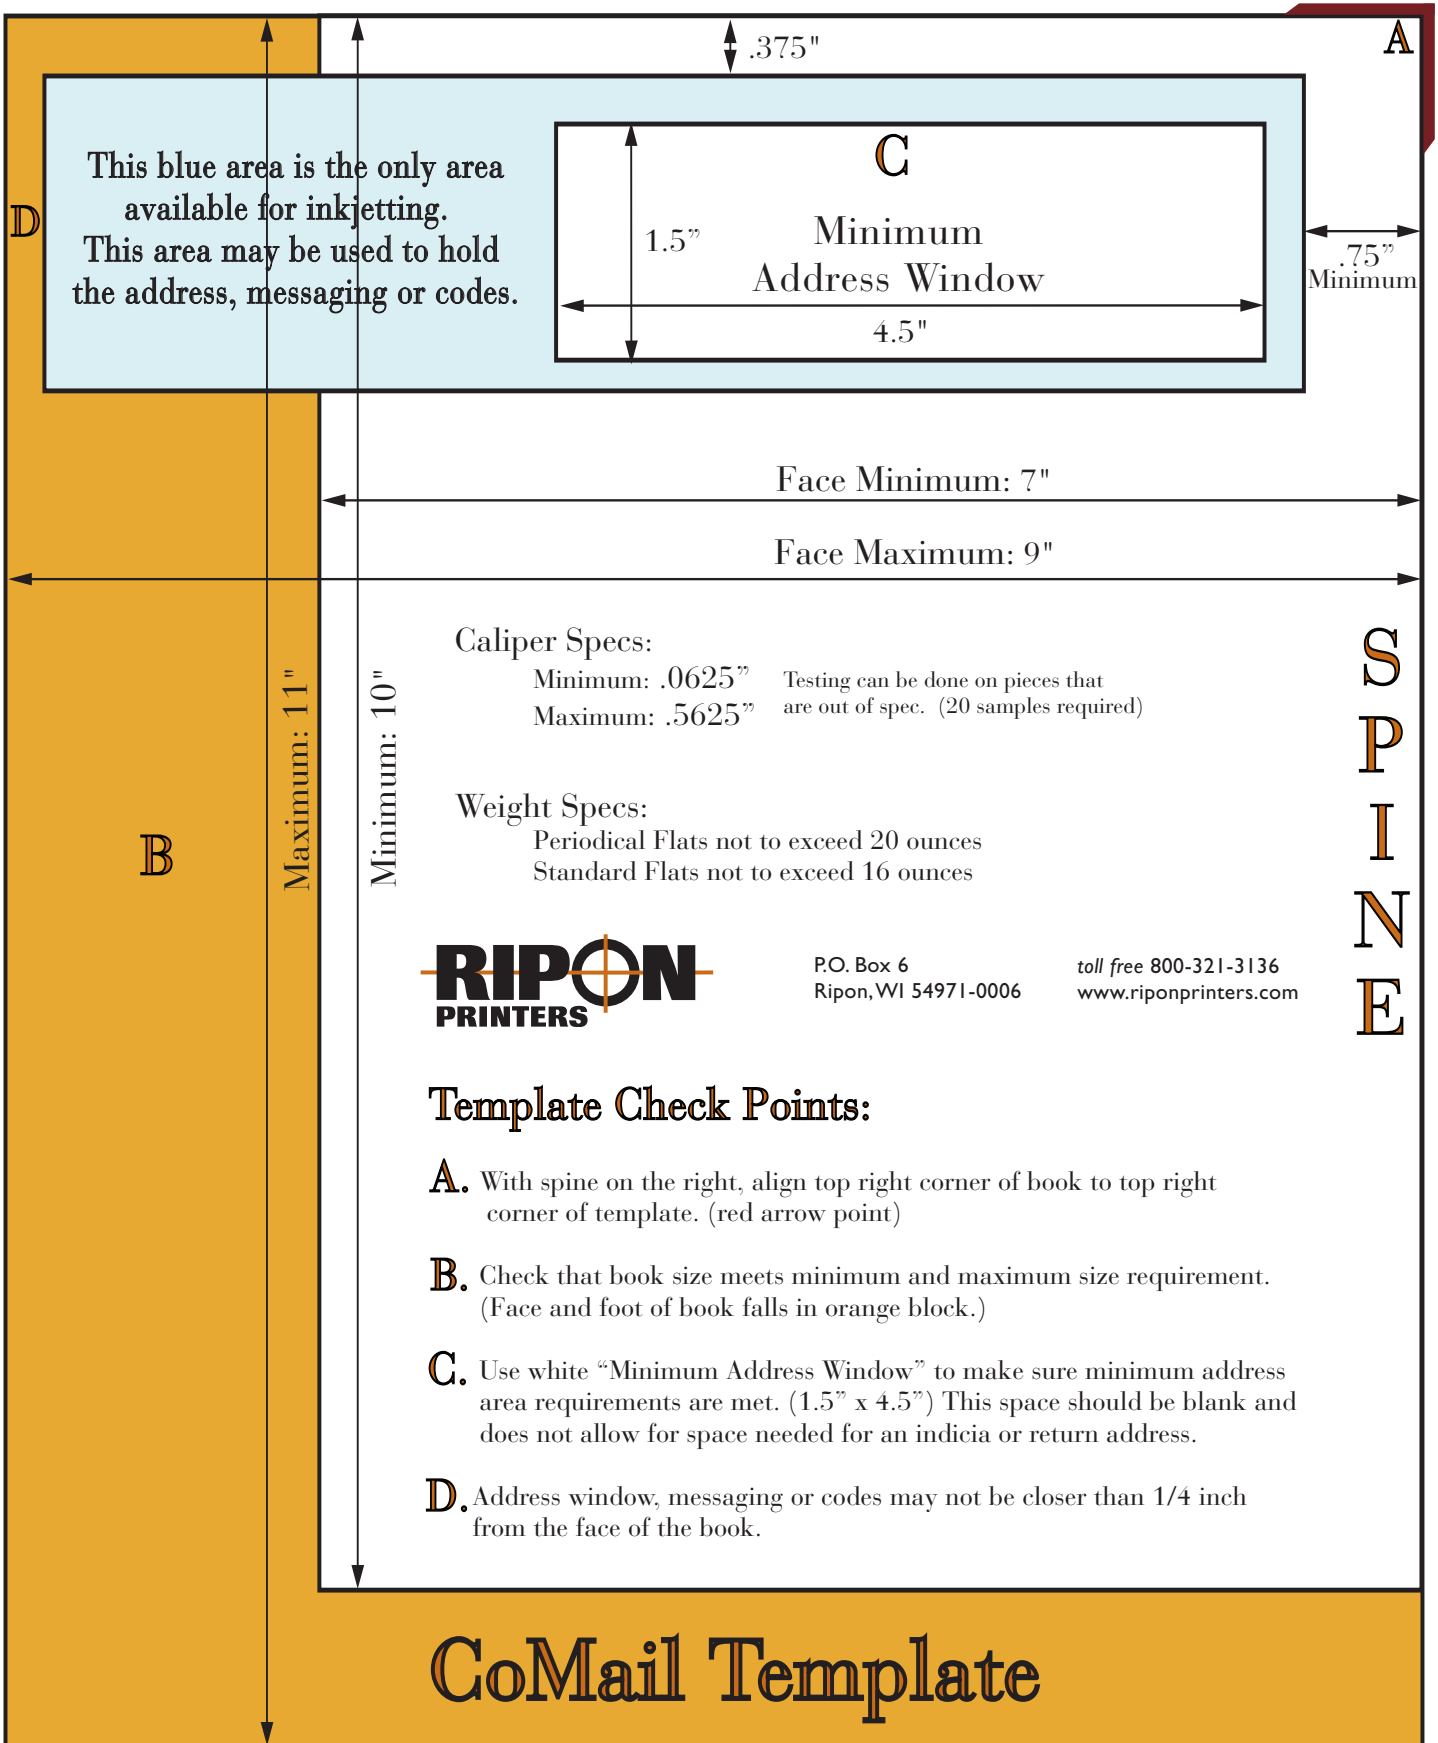 A
.375"
C
This blue area is the only area
available for inkjetting.
This area may be used to hold
the address, messaging or codes.
D
1.5”
Minimum
Address Window
4.5"
.75”
Minimum
Face Minimum: 7"
Face Maximum: 9"
Caliper Specs:
Minimum: .0625”
Maximum: .5625”
Testing can be done on pieces that
are out of spec. (20 samples required)
Maximum: 11"
Minimum: 10"
SPINE
Weight Specs:
Periodical Flats not to exceed 20 ounces
Standard Flats not to exceed 16 ounces
B
RIPON
PRINTERS
P.O. Box 6
Ripon, WI 54971-0006
toll free 800-321-3136
www.riponprinters.com
Template Check Points:
A. With spine on the right, align top right corner of book to top right
corner of template. (red arrow point)
B. Check that book size meets minimum and maximum size requirement.
(Face and foot of book falls in orange block.)
C. Use white “Minimum Address Window” to make sure minimum address
area requirements are met. (1.5” x 4.5”) This space should be blank and
does not allow for space needed for an indicia or return address.
D. Address window, messaging or codes may not be closer than 1/4 inch
from the face of the book.
CoMail Template